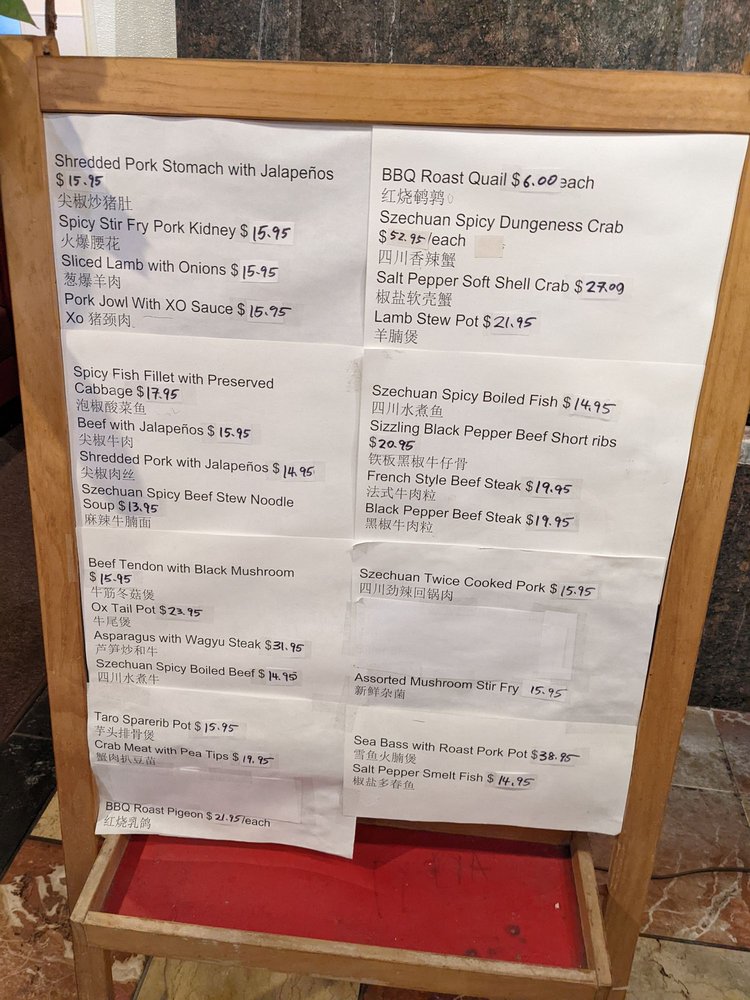 Shredded Pork Stomach with Jalapeños
$15.95
尖椒炒猪肚
Spicy Stir Fry Pork Kidney $15.95
火爆腰花
Sliced Lamb with Onions $15.95
葱爆羊肉
Pork Jowl With XO Sauce $15.95
Xo 猪颈肉
Spicy Fish Fillet with Preserved
Cabbage $17.95
泡椒酸菜鱼
Beef with Jalapeños $15.95
尖椒牛肉
Shredded Pork with Jalapeños $14.95
尖椒肉丝
Szechuan Spicy Beef Stew Noodle
Soup $13.95
麻辣牛腩面
Beef Tendon with Black Mushroom
$15.95
牛筋冬菇煲
Ox Tail Pot $23.95
牛尾煲
Asparagus with Wagyu Steak $31.95
芦笋炒和牛
Szechuan Spicy Boiled Beef $14.95
四川水煮牛
Taro Sparerib Pot $15.95
芋头排骨煲
Crab Meat with Pea Tips $19.95
蟹肉扒豆苗
BBQ Roast Pigeon $21.95/each
红烧乳鸽
BBQ Roast Quail $6.00each
红烧鹌鹑
Szechuan Spicy Dungeness Crab
$52.95/each
四川香辣蟹
Salt Pepper Soft Shell Crab $27.00
椒盐软壳蟹
Lamb Stew Pot $21.95
羊腩煲
Szechuan Spicy Boiled Fish $14.95
四川水煮鱼
Sizzling Black Pepper Beef Short ribs
$20.95
铁板黑椒牛仔骨
French Style Beef Steak $19.95
法式牛肉粒
Black Pepper Beef Steak $19.95
黑椒牛肉粒
Szechuan Twice Cooked Pork $15.95
四川劲辣回锅肉
Assorted Mushroom Stir Fry 15.95
新鲜杂菌
Sea Bass with Roast Pork Pot $38.95
雪鱼火腩煲
Salt Pepper Smelt Fish $14.95
椒盐多春鱼